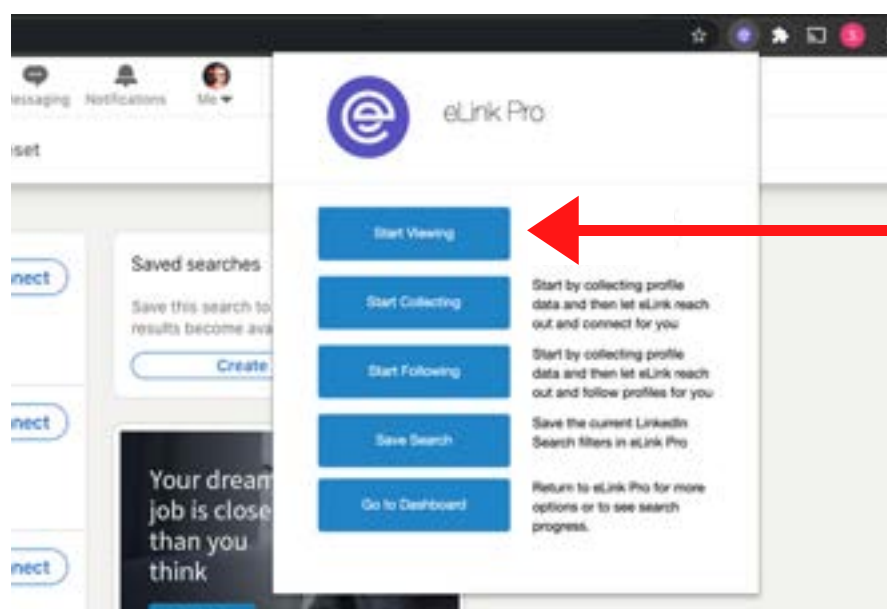 essaging Notifications Me
set
eLink Pro
nect
Saved searches
Save this search to
results become ava
Create
Start Viewing
Start Collecting
Start by collecting profile
data and then let eLink reach
out and connect for you
Start Following
Start by collecting profile
data and then let eLink reach
out and follow profiles for you
nect
Save Search
Save the current LinkedIn
Search filters in eLink Pro
Your dream
job is close
than you
think
Go to Dashboard
Return to eLink Pro for more
options or to see search
progress.
nect